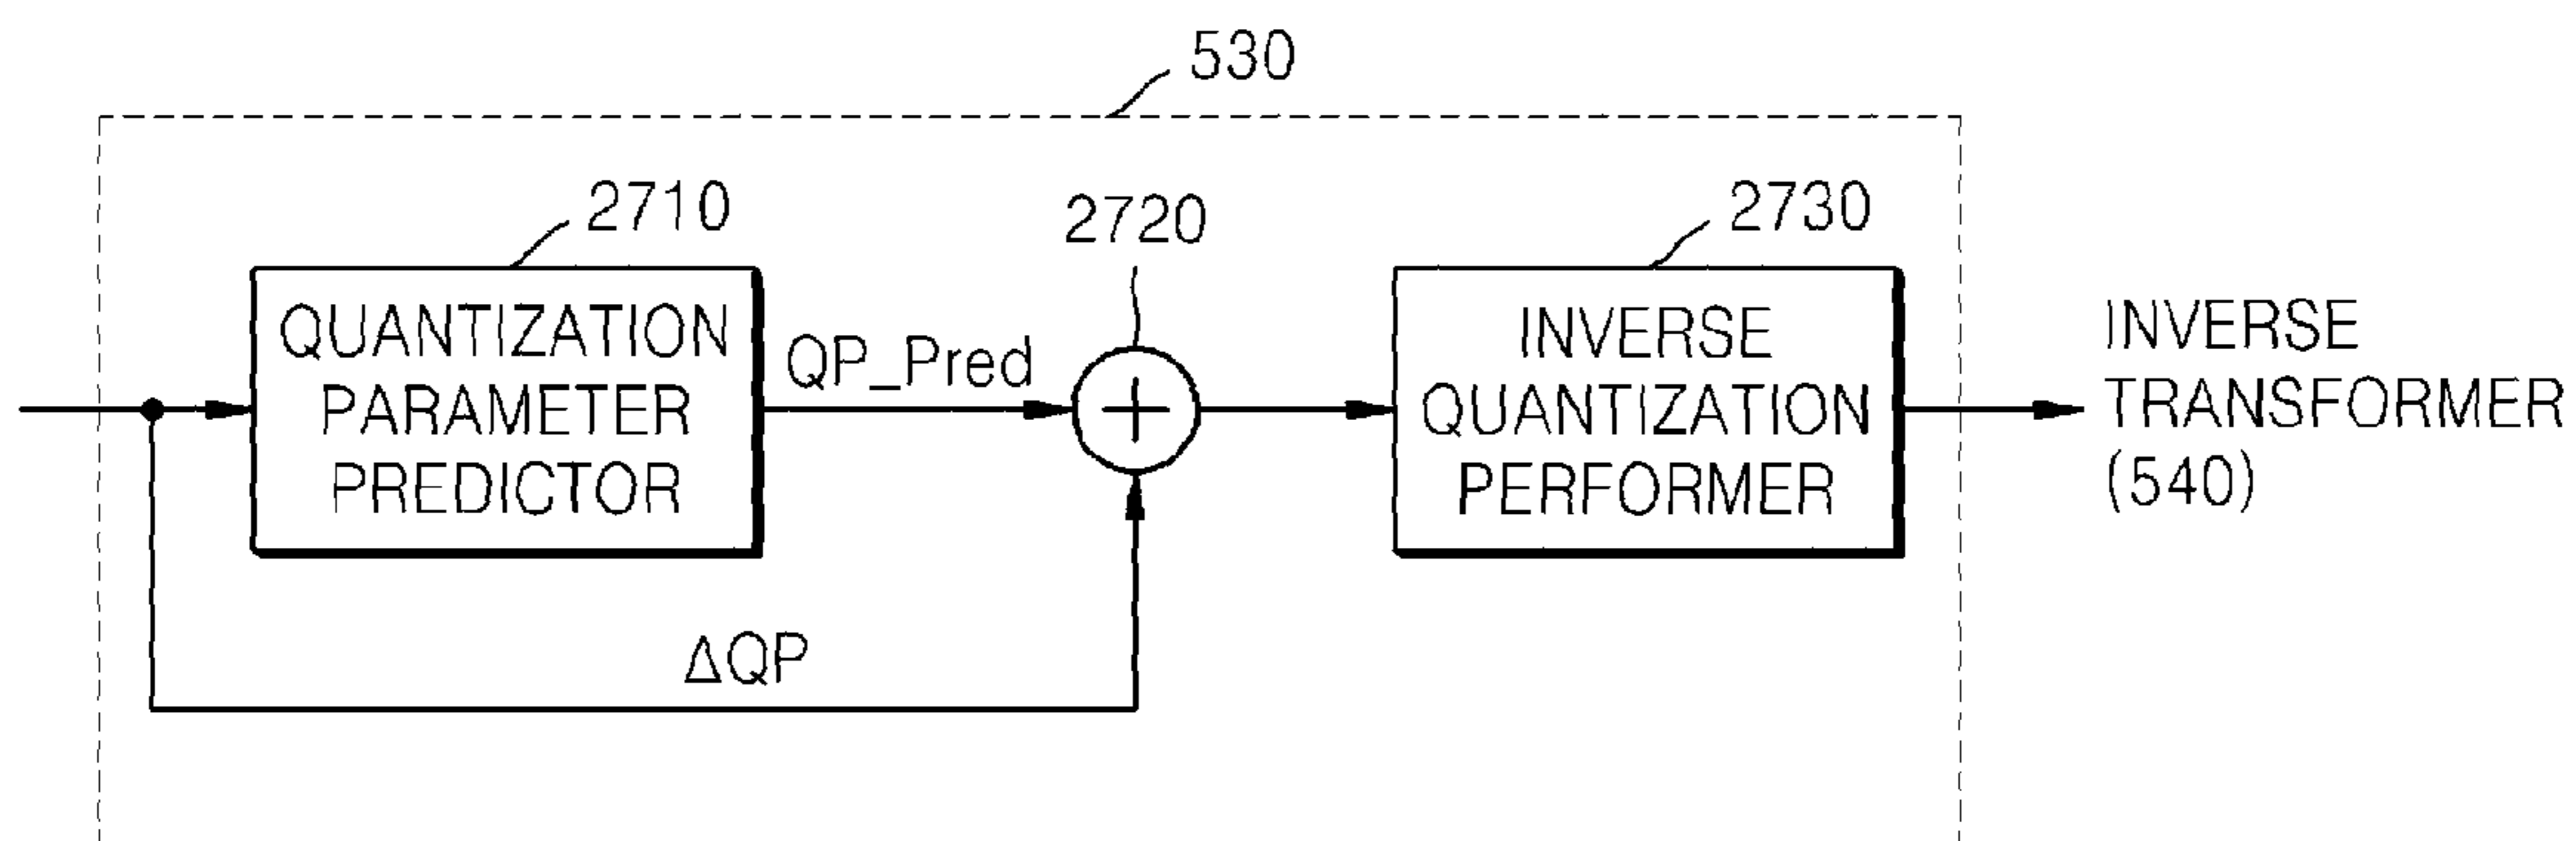 530
2710
2720
2730
QUANTIZATION
PARAMETER
PREDICTOR
QP_Pred
+
INVERSE
QUANTIZATION
PERFORMER
INVERSE
TRANSFORMER
(540)
ΔQP